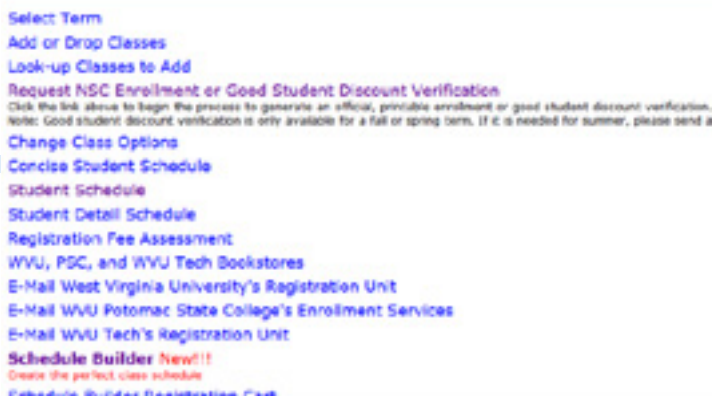 Select Term
Add or Drop Classes
Look-up Classes to Add
Request NSC Enrollment or Good Student Discount Verification
Click the link above to begin the process to generate an official, printable enrollment or good student discount verification.
Note: Good student discount verification is only available for a fall or spring term. If it is needed for summer, please send a
Change Class Options
Concise Student Schedule
Student Schedule
Student Detail Schedule
Registration Fee Assessment
WVU, PSC, and WVU Tech Bookstores
E-Mail West Virginia University's Registration Unit
E-Mail WVU Potomac State College's Enrollment Services
E-Mail WVU Tech's Registration Unit
Schedule Builder New!!!
Create the perfect class schedule
Schedule Builder Registration Cart